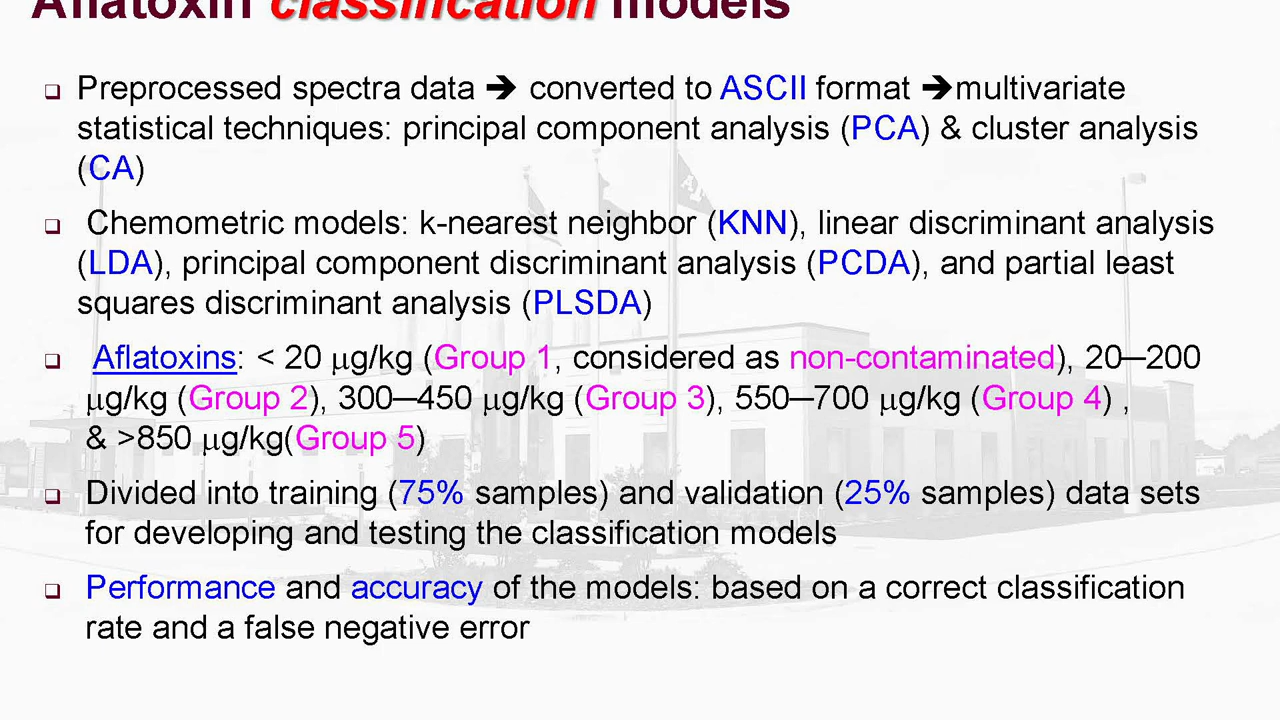 Aflatoxin classification models
❑ Preprocessed spectra data ➔ converted to ASCII format ➔multivariate
statistical techniques: principal component analysis (PCA) & cluster analysis
(CA)
❑ Chemometric models: k-nearest neighbor (KNN), linear discriminant analysis
(LDA), principal component discriminant analysis (PCDA), and partial least
squares discriminant analysis (PLSDA)
❑ Aflatoxins: < 20 µg/kg (Group 1, considered as non-contaminated), 20─200
µg/kg (Group 2), 300─450 µg/kg (Group 3), 550─700 µg/kg (Group 4) ,
& >850 µg/kg(Group 5)
❑ Divided into training (75% samples) and validation (25% samples) data sets
for developing and testing the classification models
❑ Performance and accuracy of the models: based on a correct classification
rate and a false negative error